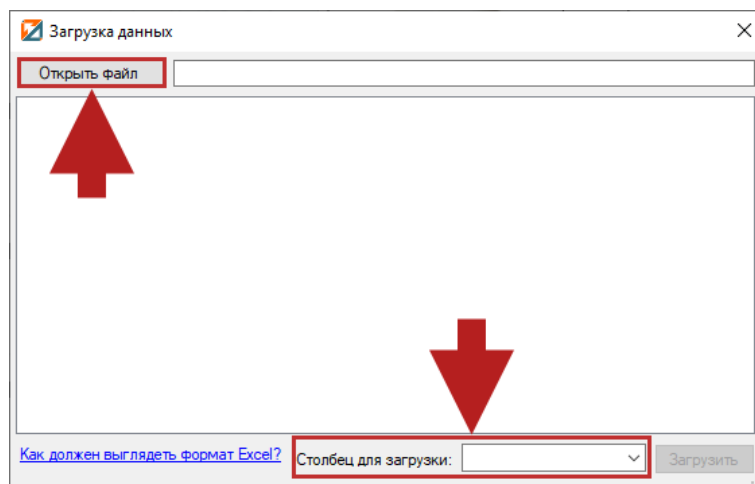 Загрузка данных
Открыть файл
Как должен выглядеть формат Excel?
Столбец для загрузки:
Загрузить